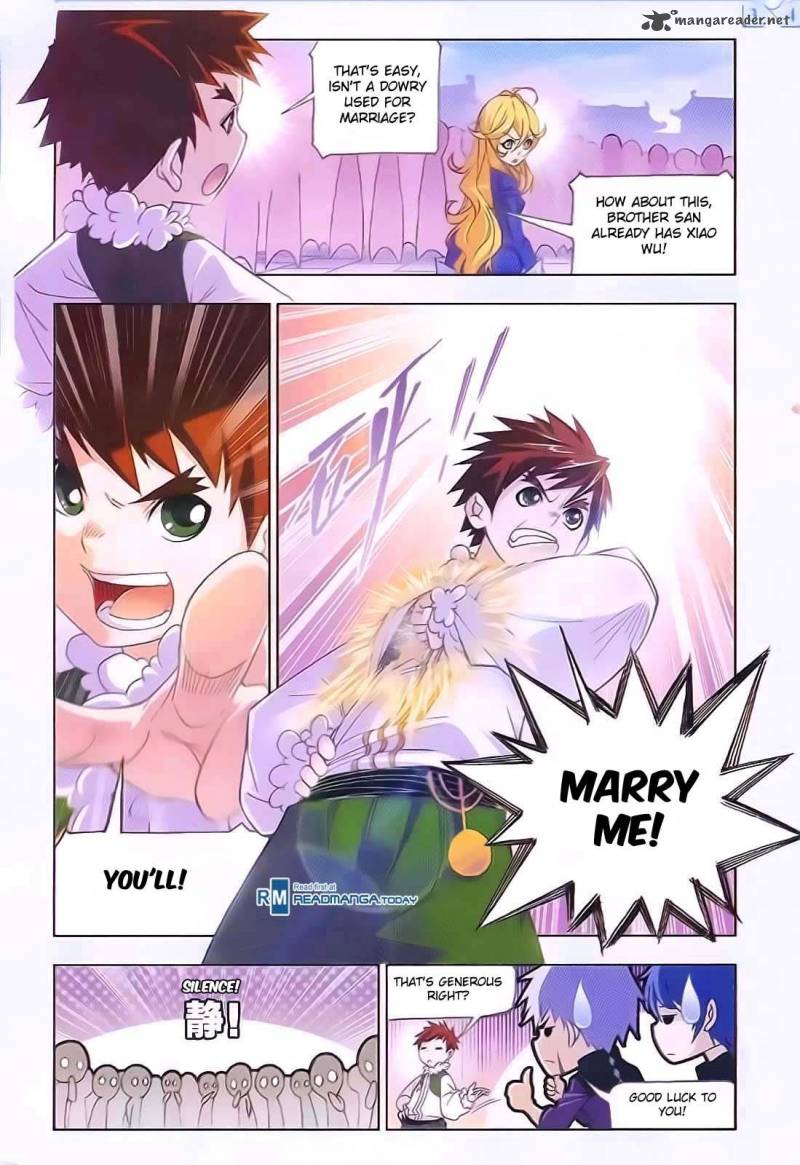 mangareader.net
THAT'S EASY,
ISN'T A DOWRY
USED FOR
MARRIAGE?
HOW ABOUT THIS,
BROTHER SAN
ALREADY HAS XIAO
WU!
YOU'LL!
MARRY
ME!
RM Read first at
READMANGA.TODAY
SILENCE!
静!
THAT'S GENEROUS
RIGHT?
GOOD LUCK TO
YOU!